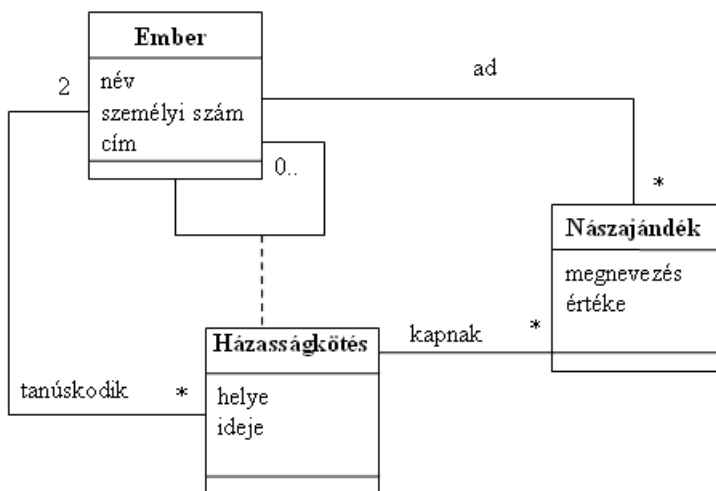 Ember
2
név
személyi szám
cím
ad
0..
*
Nászajándék
megnevezés
értéke
Házasságkötés
kapnak
*
tanúskodik
*
helye
ideje